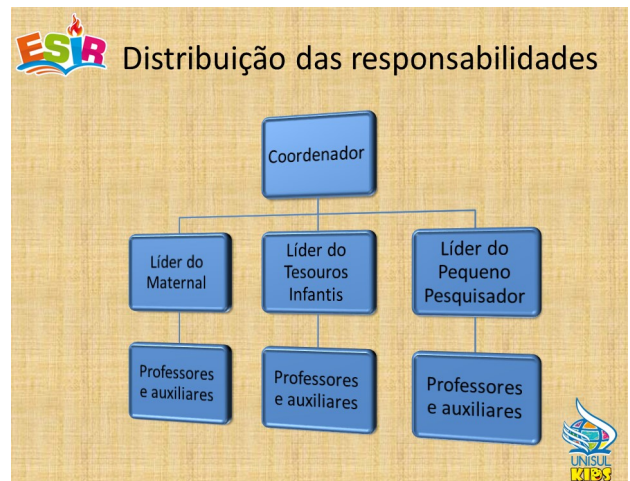 ESIR
Distribuição das responsabilidades
Coordenador
Líder do
Maternal
Líder do
Tesouros
Infantis
Líder do
Pequeno
Pesquisador
Professores
e auxiliares
Professores
e auxiliares
Professores
e auxiliares
UNISUL
KIDS